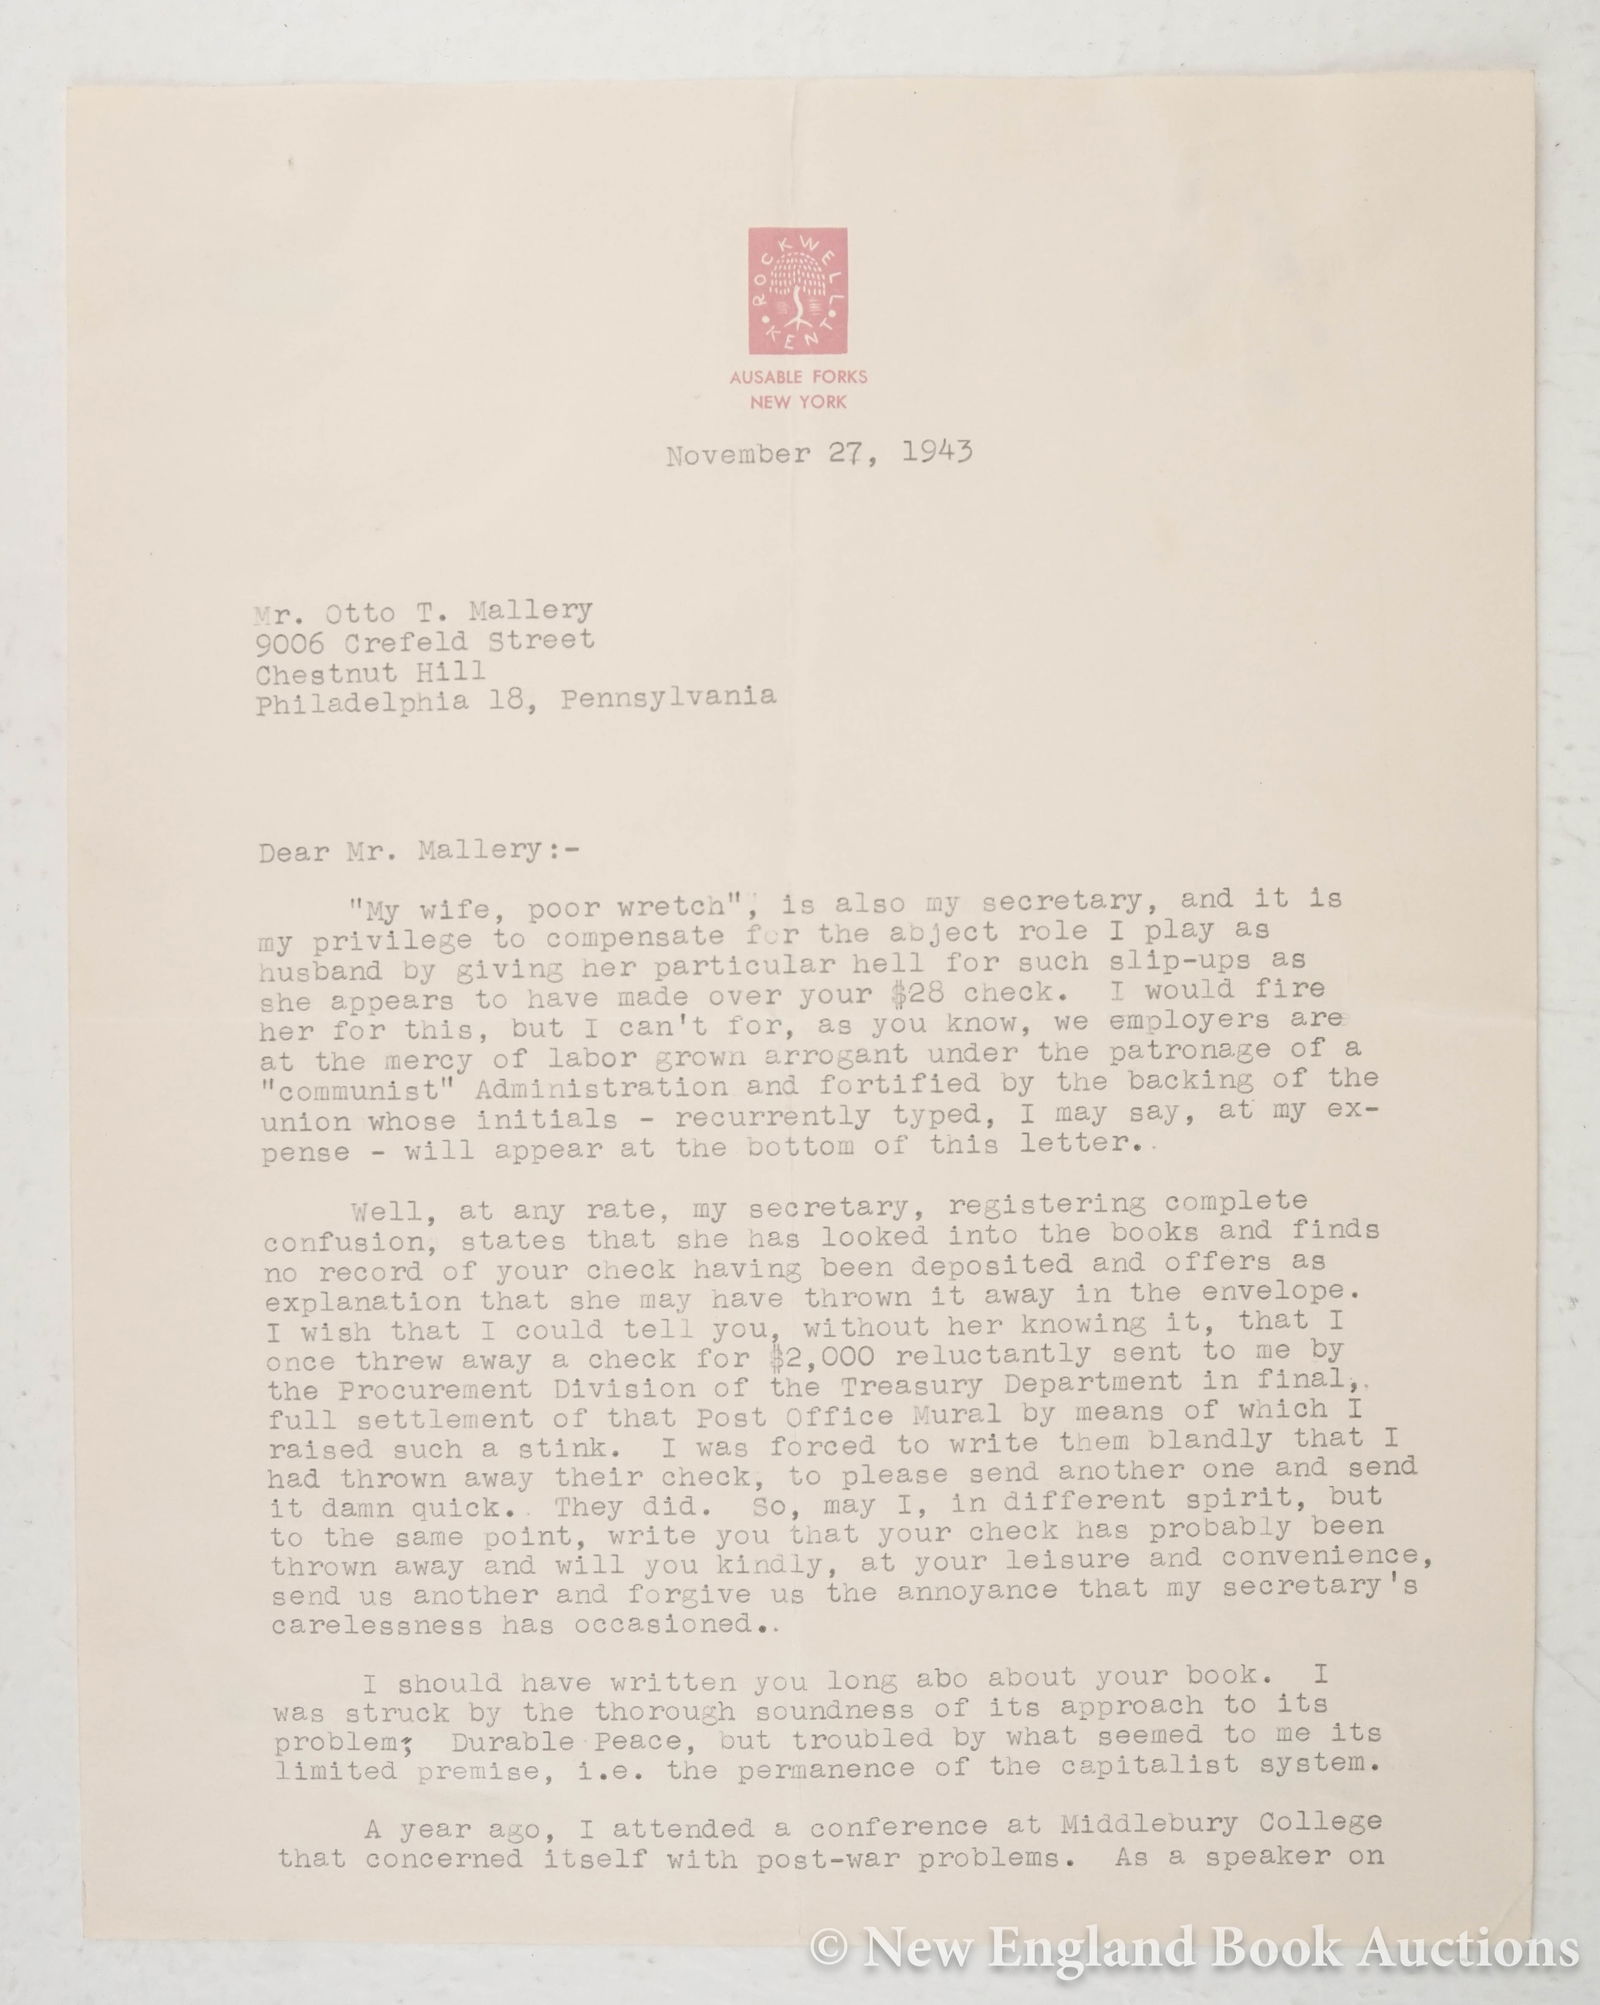 ROCKWELL • KENT •
AUSABLE FORKS
NEW YORK
November 27, 1943
Mr. Otto T. Mallery
9006 Crefeld Street
Chestnut Hill
Philadelphia 18, Pennsylvania
Dear Mr. Mallery:-
"My wife, poor wretch", is also my secretary, and it is
my privilege to compensate for the abject role I play as
husband by giving her particular hell for such slip-ups as
she appears to have made over your $28 check. I would fire
her for this, but I can't for, as you know, we employers are
at the mercy of labor grown arrogant under the patronage of a
"communist" Administration and fortified by the backing of the
union whose initials - recurrently typed, I may say, at my ex-
pense - will appear at the bottom of this letter..
Well, at any rate, my secretary, registering complete
confusion, states that she has looked into the books and finds
no record of your check having been deposited and offers as
explanation that she may have thrown it away in the envelope.
I wish that I could tell you, without her knowing it, that I
once threw away a check for $2,000 reluctantly sent to me by
the Procurement Division of the Treasury Department in final,
full settlement of that Post Office Mural by means of which I
raised such a stink. I was forced to write them blandly that I
had thrown away their check, to please send another one and send
it damn quick.. They did. So, may I, in different spirit, but
to the same point, write you that your check has probably been
thrown away and will you kindly, at your leisure and convenience,
send us another and forgive us the annoyance that my secretary's
carelessness has occasioned..
I should have written you long abo about your book. I
was struck by the thorough soundness of its approach to its
problem; Durable Peace, but troubled by what seemed to me its
limited premise, i.e. the permanence of the capitalist system.
A year ago, I attended a conference at Middlebury College
that concerned itself with post-war problems. As a speaker on
© New England Book Auctions